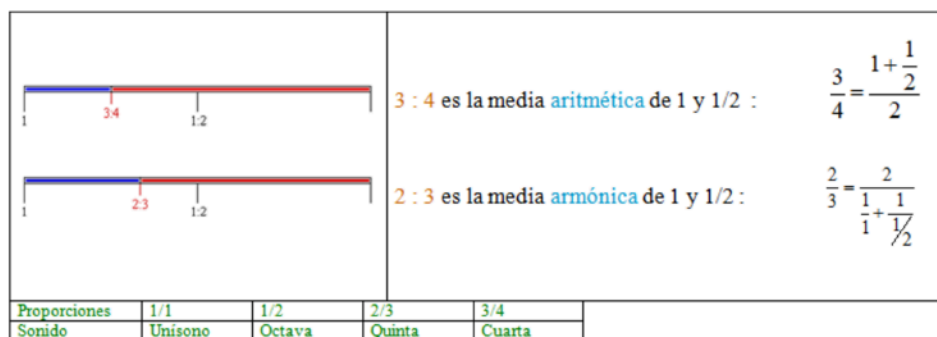 1 3:4 1:2
3 : 4 es la media aritmética de 1 y 1/2 :
3/4 = (1 + 1/2)/2
1 2:3 1:2
2 : 3 es la media armónica de 1 y 1/2 :
2/3 = 2/(1/1 + 1/(1/2))
Proporciones 1/1 1/2 2/3 3/4
Sonido Unísono Octava Quinta Cuarta